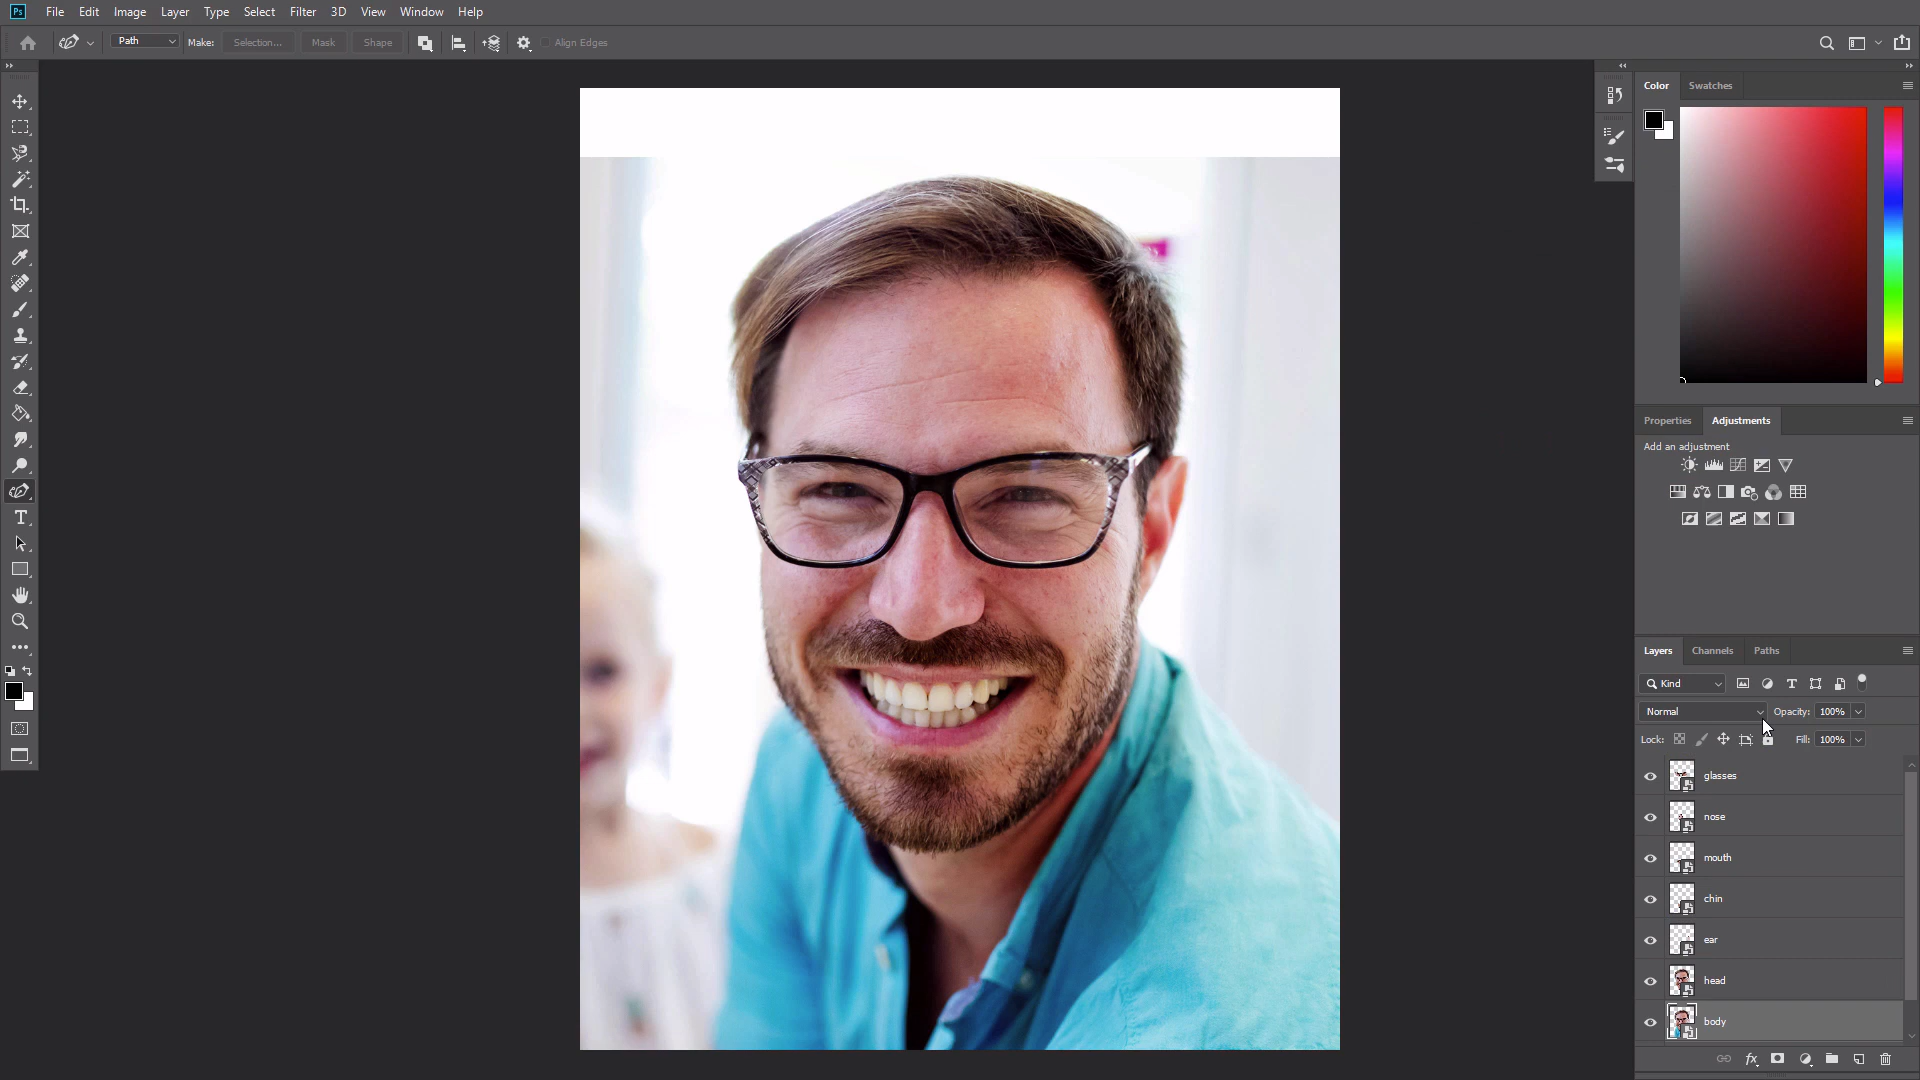 Ps File Edit Image Layer Type Select Filter 3D View Window Help
Path Make: Selection... Mask Shape Align Edges
Color Swatches
Properties Adjustments
Add an adjustment
Layers Channels Paths
Kind
Normal Opacity: 100%
Lock: Fill: 100%
glasses
nose
mouth
chin
ear
head
body